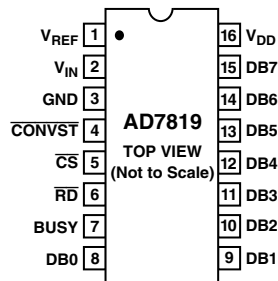 VREF 1 16 VDD
VIN 2 15 DB7
GND 3 14 DB6
CONVST 4 AD7819 13 DB5
CS 5 TOP VIEW 12 DB4
RD 6 (Not to Scale) 11 DB3
BUSY 7 10 DB2
DB0 8 9 DB1